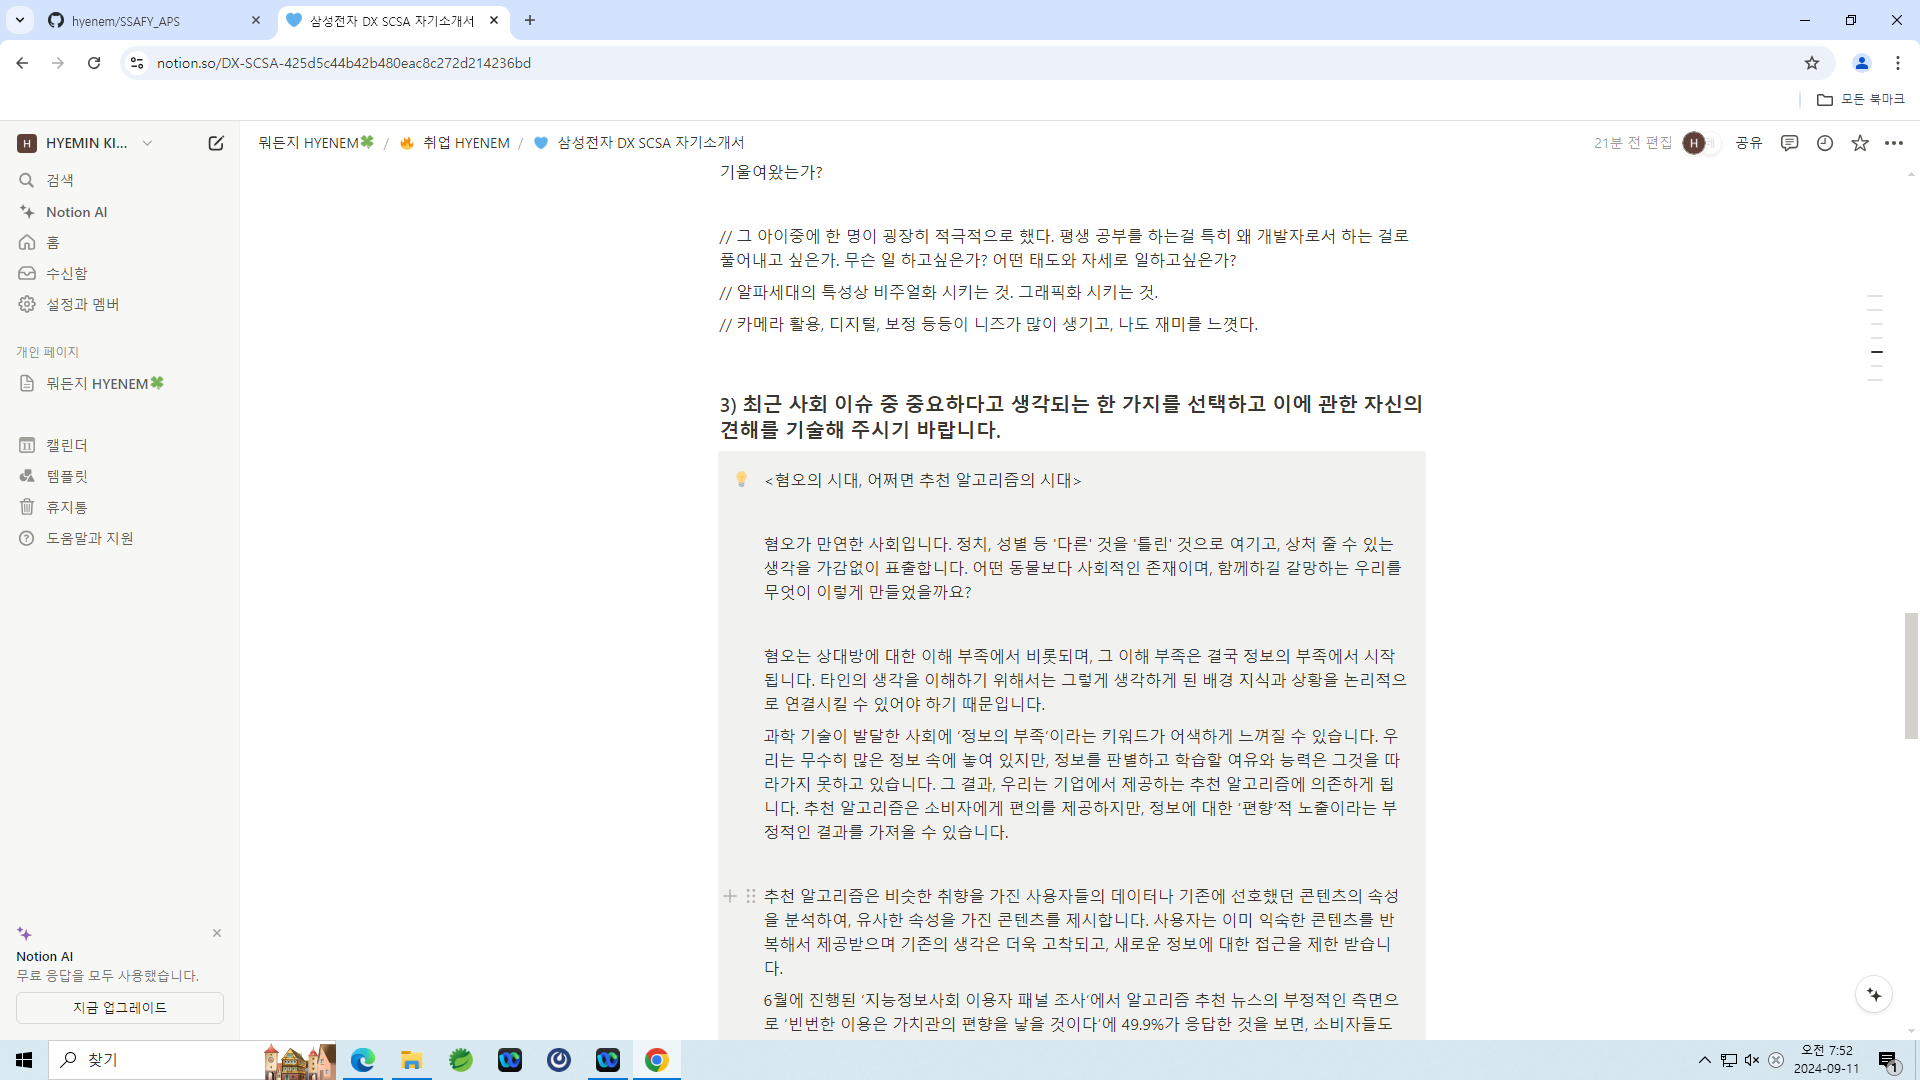 hyenem/SSAFY_APS
삼성전자 DX SCSA 자기소개서
notion.so/DX-SCSA-425d5c44b42b480eac8c272d214236bd
모든 북마크
H HYEMIN KI...
뭐든지 HYENEM / 취업 HYENEM / 삼성전자 DX SCSA 자기소개서
21분 전 편집
H
공유
검색
Notion AI
홈
수신함
설정과 멤버
개인 페이지
뭐든지 HYENEM
캘린더
템플릿
휴지통
도움말과 지원
기울여왔는가?
// 그 아이중에 한 명이 굉장히 적극적으로 했다. 평생 공부를 하는걸 특히 왜 개발자로서 하는 걸로
풀어내고 싶은가. 무슨 일 하고싶은가? 어떤 태도와 자세로 일하고싶은가?
// 알파세대의 특성상 비주얼화 시키는 것. 그래픽화 시키는 것.
// 카메라 활용, 디지털, 보정 등등이 니즈가 많이 생기고, 나도 재미를 느꼇다.
3) 최근 사회 이슈 중 중요하다고 생각되는 한 가지를 선택하고 이에 관한 자신의
견해를 기술해 주시기 바랍니다.
<혐오의 시대, 어쩌면 추천 알고리즘의 시대>
혐오가 만연한 사회입니다. 정치, 성별 등 '다른' 것을 '틀린' 것으로 여기고, 상처 줄 수 있는
생각을 가감없이 표출합니다. 어떤 동물보다 사회적인 존재이며, 함께하길 갈망하는 우리를
무엇이 이렇게 만들었을까요?
혐오는 상대방에 대한 이해 부족에서 비롯되며, 그 이해 부족은 결국 정보의 부족에서 시작
됩니다. 타인의 생각을 이해하기 위해서는 그렇게 생각하게 된 배경 지식과 상황을 논리적으
로 연결시킬 수 있어야 하기 때문입니다.
과학 기술이 발달한 사회에 ‘정보의 부족’이라는 키워드가 어색하게 느껴질 수 있습니다. 우
리는 무수히 많은 정보 속에 놓여 있지만, 정보를 판별하고 학습할 여유와 능력은 그것을 따
라가지 못하고 있습니다. 그 결과, 우리는 기업에서 제공하는 추천 알고리즘에 의존하게 됩
니다. 추천 알고리즘은 소비자에게 편의를 제공하지만, 정보에 대한 ‘편향’적 노출이라는 부
정적인 결과를 가져올 수 있습니다.
추천 알고리즘은 비슷한 취향을 가진 사용자들의 데이터나 기존에 선호했던 콘텐츠의 속성
을 분석하여, 유사한 속성을 가진 콘텐츠를 제시합니다. 사용자는 이미 익숙한 콘텐츠를 반
복해서 제공받으며 기존의 생각은 더욱 고착되고, 새로운 정보에 대한 접근을 제한 받습니
다.
6월에 진행된 ‘지능정보사회 이용자 패널 조사’에서 알고리즘 추천 뉴스의 부정적인 측면으
로 ‘빈번한 이용은 가치관의 편향을 낳을 것이다’에 49.9%가 응답한 것을 보면, 소비자들도
Notion AI
무료 응답을 모두 사용했습니다.
지금 업그레이드
찾기
오전 7:52
2024-09-11
1